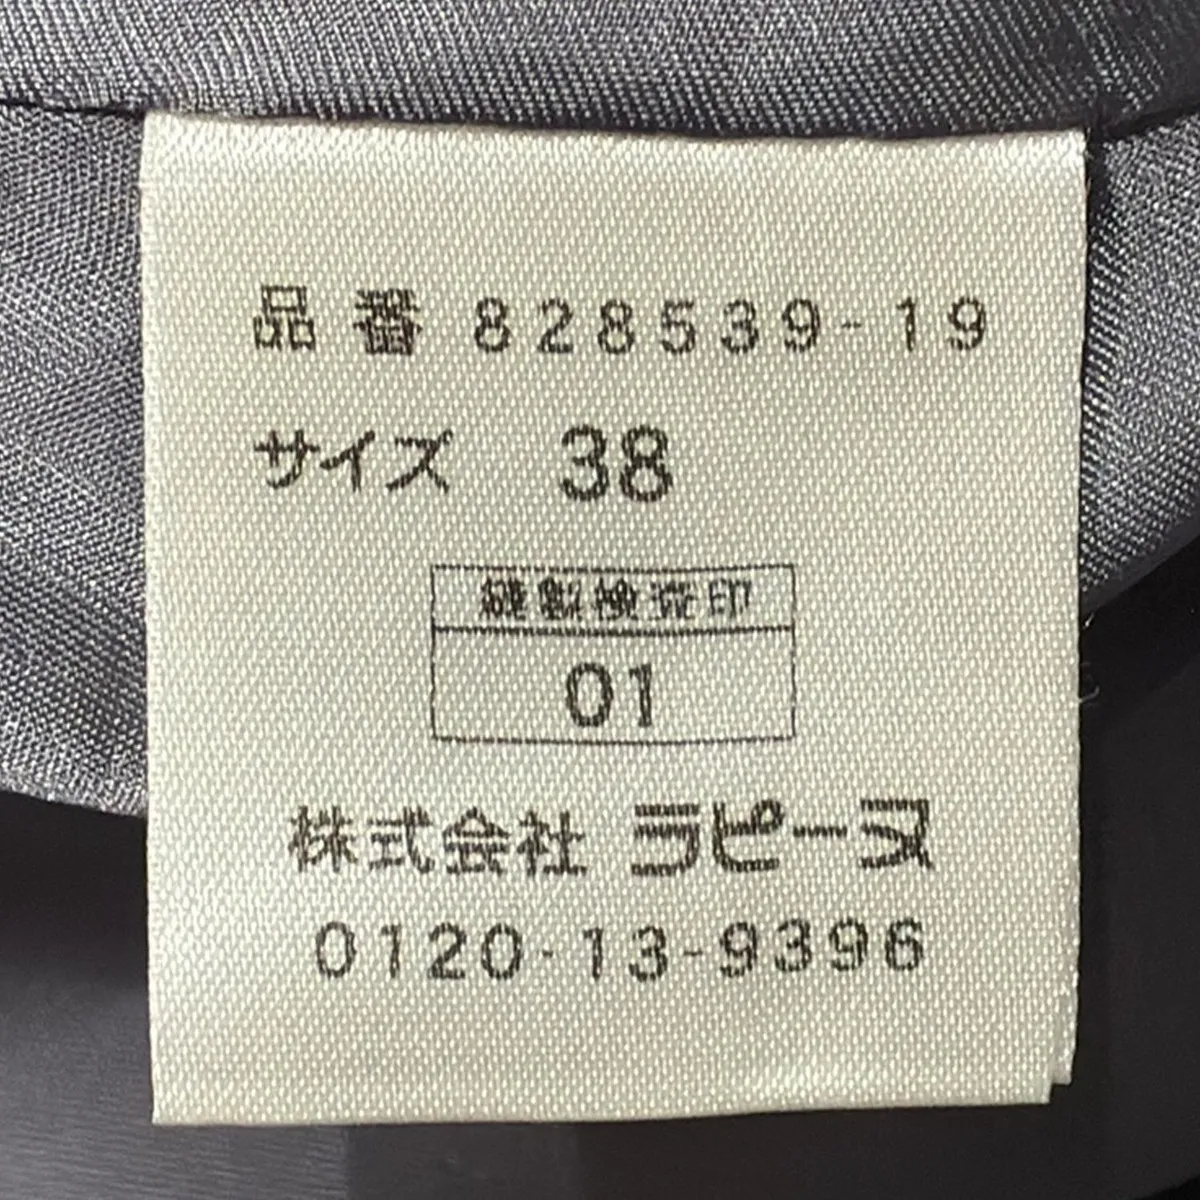 品番 828539-19
サイズ 38
縫製検査印
01
株式会社 ラピーヌ
0120-13-9396